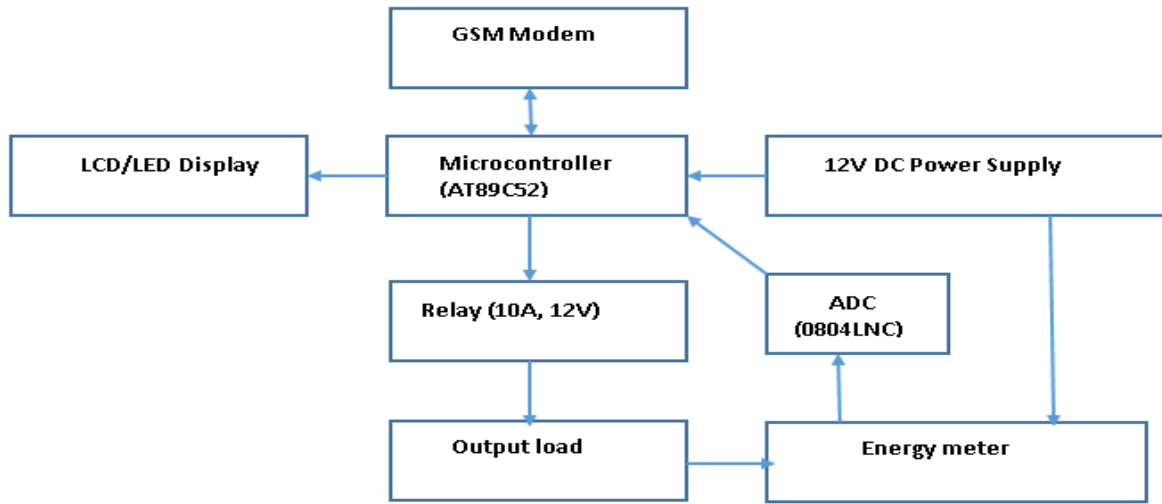 GSM Modem
LCD/LED Display
Microcontroller
(AT89C52)
12V DC Power Supply
Relay (10A, 12V)
ADC
(0804LNC)
Output load
Energy meter